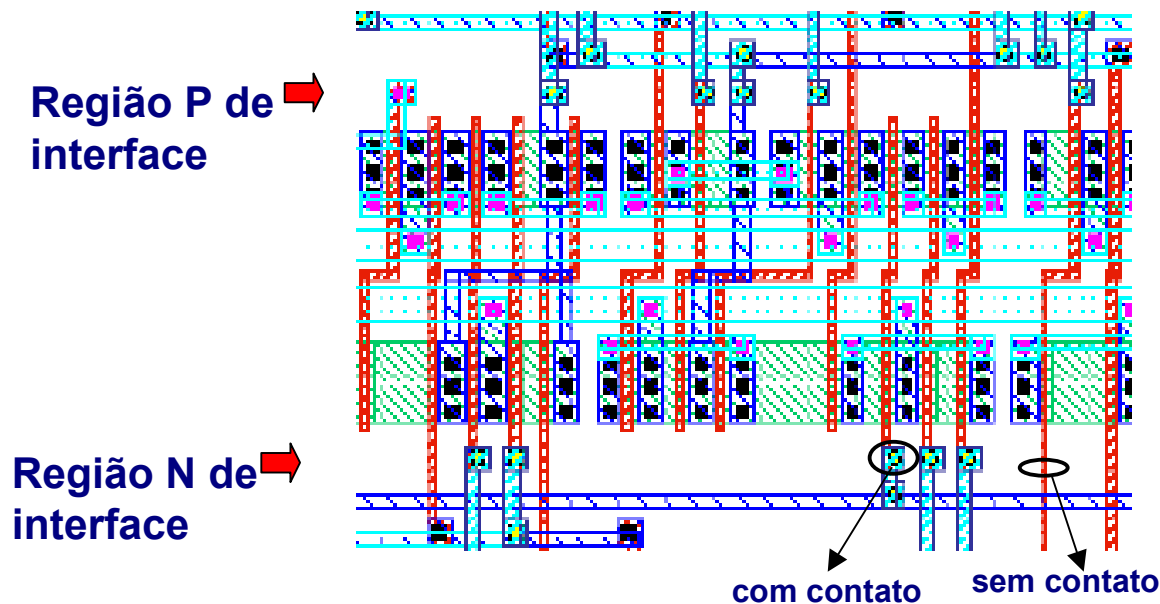 Região P de
interface
Região N de
interface
com contato
sem contato